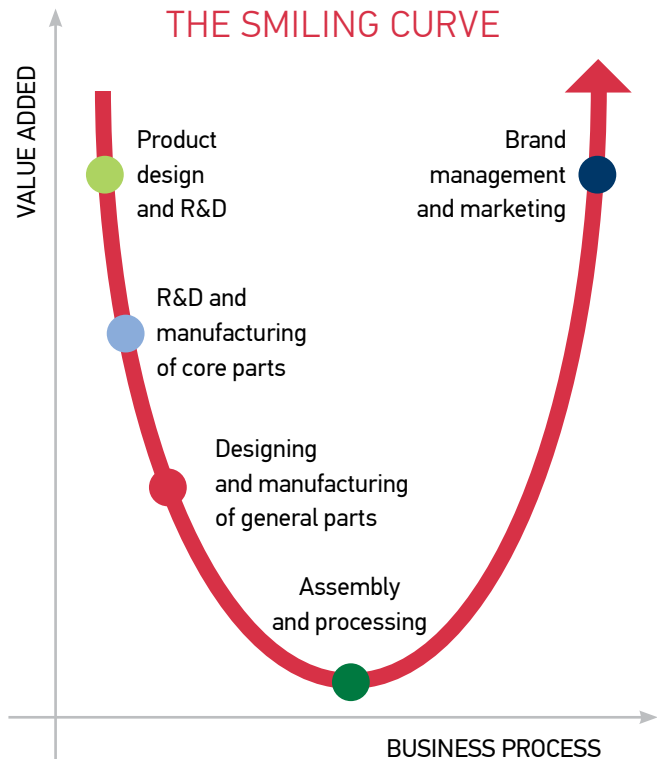 THE SMILING CURVE
VALUE ADDED
Product
design
and R&D
Brand
management
and marketing
R&D and
manufacturing
of core parts
Designing
and manufacturing
of general parts
Assembly
and processing
BUSINESS PROCESS